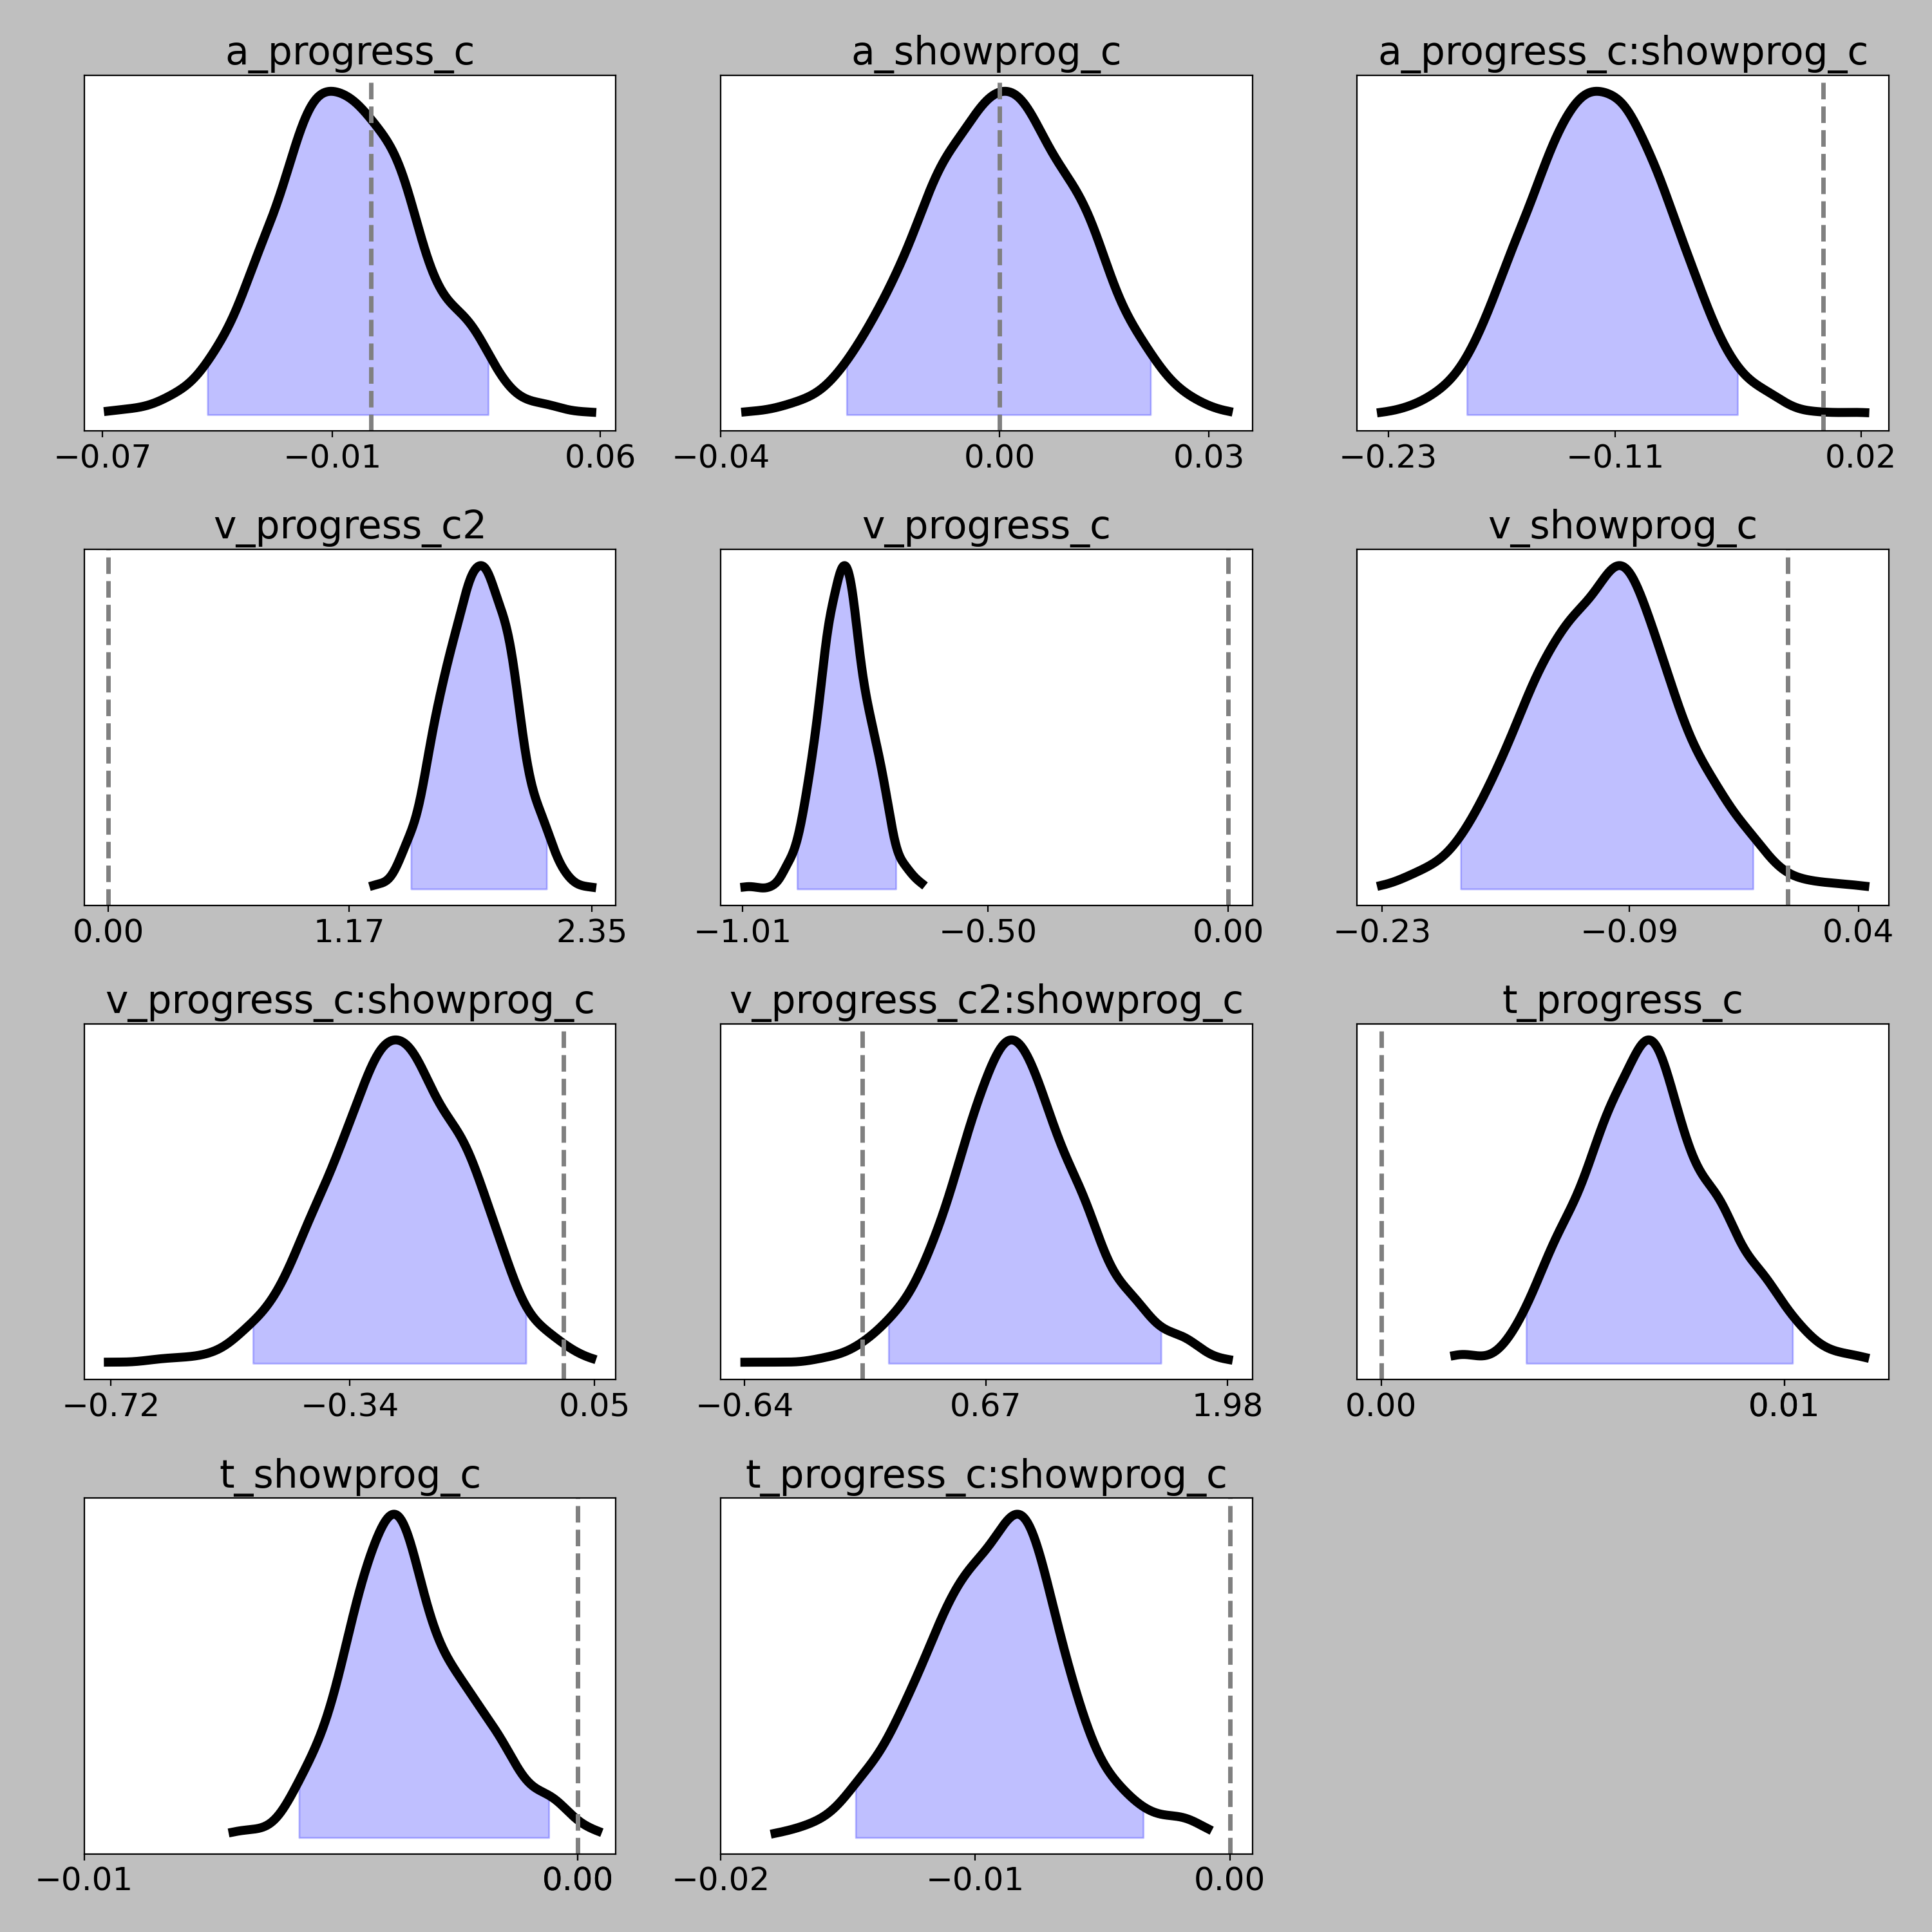 a_progress_c
a_showprog_c
a_progress_c:showprog_c
−0.07 −0.01 0.06
−0.04 0.00 0.03
−0.23 −0.11 0.02
v_progress_c2
v_progress_c
v_showprog_c
0.00 1.17 2.35
−1.01 −0.50 0.00
−0.23 −0.09 0.04
v_progress_c:showprog_c
v_progress_c2:showprog_c
t_progress_c
−0.72 −0.34 0.05
−0.64 0.67 1.98
0.00 0.01
t_showprog_c
t_progress_c:showprog_c
−0.01 0.00
−0.02 −0.01 0.00